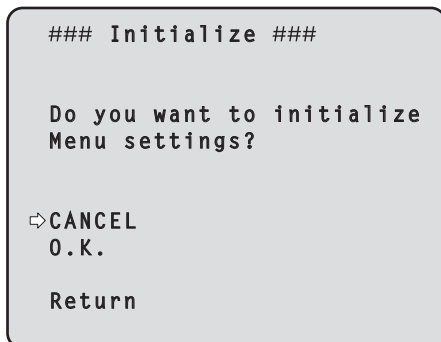 ### Initialize ###
Do you want to initialize
Menu settings?
⇨CANCEL
O.K.
Return